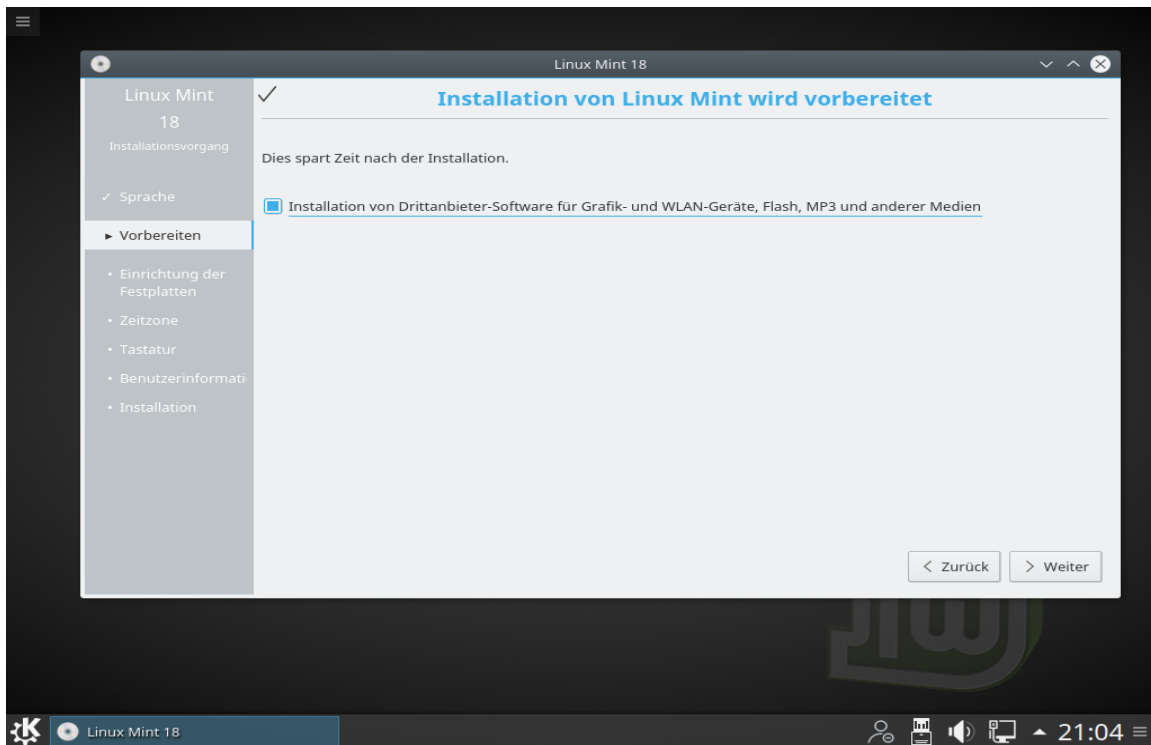 Linux Mint 18
Linux Mint
18
Installationsvorgang
✓ Sprache
▸ Vorbereiten
• Einrichtung der
Festplatten
• Zeitzone
• Tastatur
• Benutzerinformati
• Installation
Installation von Linux Mint wird vorbereitet
Dies spart Zeit nach der Installation.
Installation von Drittanbieter-Software für Grafik- und WLAN-Geräte, Flash, MP3 und anderer Medien
< Zurück
> Weiter
Linux Mint 18
21:04